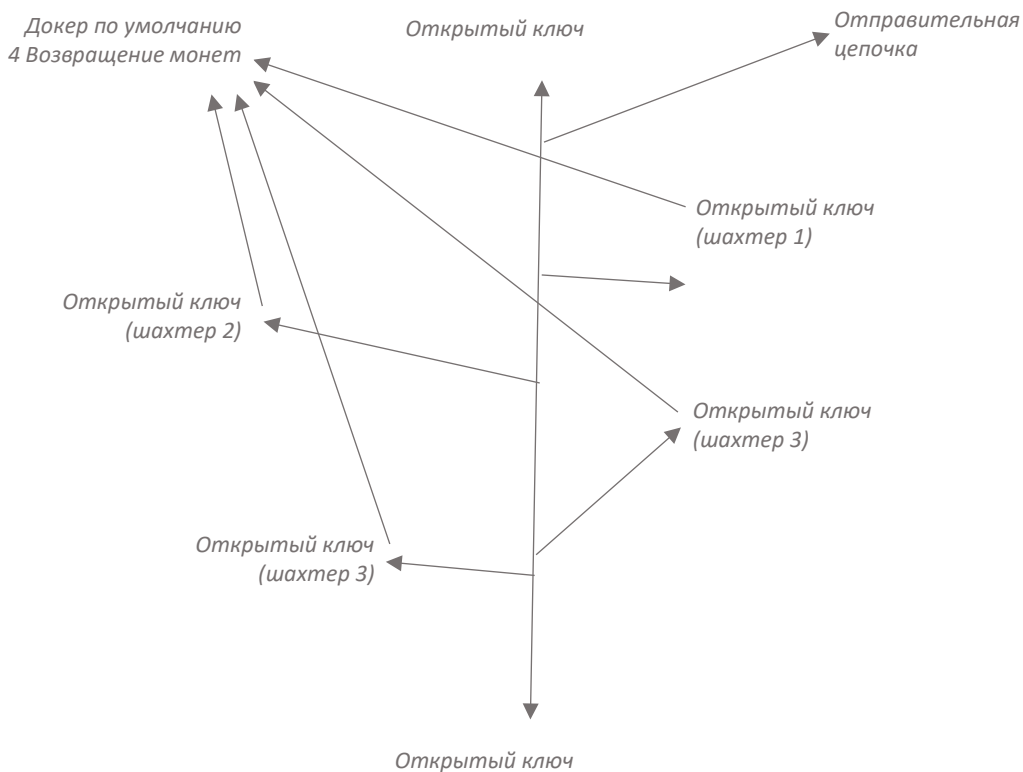 Докер по умолчанию
4 Возвращение монет
Открытый ключ
Отправительная
цепочка
Открытый ключ
(шахтер 1)
Открытый ключ
(шахтер 2)
Открытый ключ
(шахтер 3)
Открытый ключ
(шахтер 3)
Открытый ключ